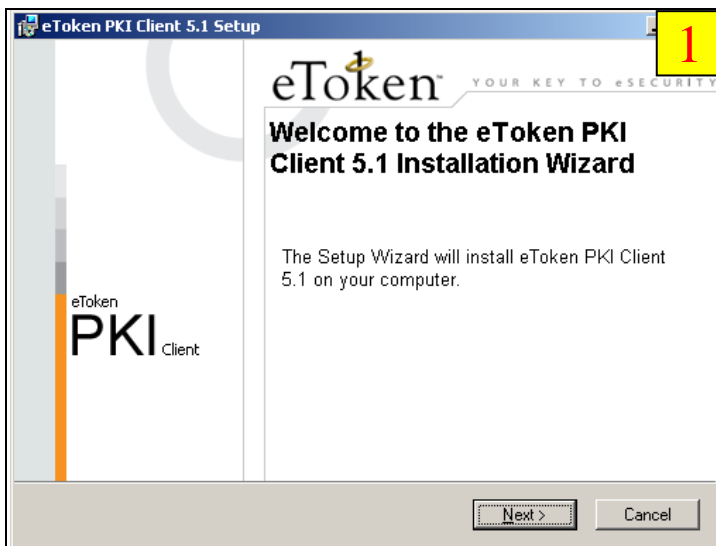 eToken PKI Client 5.1 Setup
1
eToken™ YOUR KEY TO eSECURITY
Welcome to the eToken PKI
Client 5.1 Installation Wizard
The Setup Wizard will install eToken PKI Client
5.1 on your computer.
eToken
PKI Client
Next >
Cancel